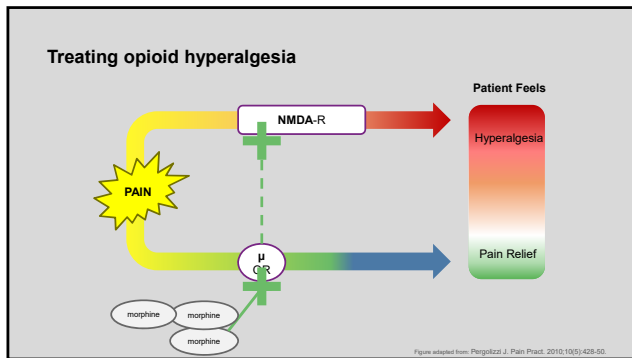 Treating opioid hyperalgesia
Patient Feels
NMDA-R
Hyperalgesia
PAIN
µ
OR
Pain Relief
morphine
morphine
morphine
Figure adapted from: Pergolizzi J. Pain Pract. 2010;10(5):428-50.